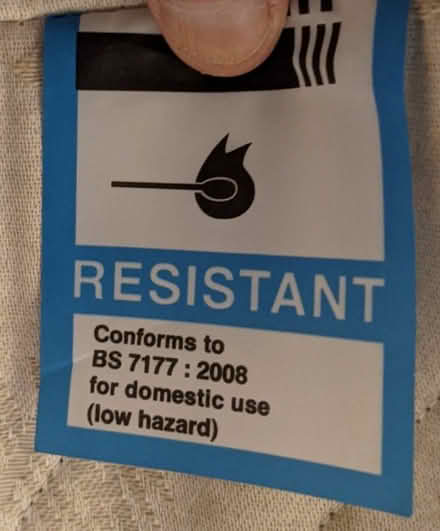 RESISTANT
Conforms to
BS 7177 : 2008
for domestic use
(low hazard)